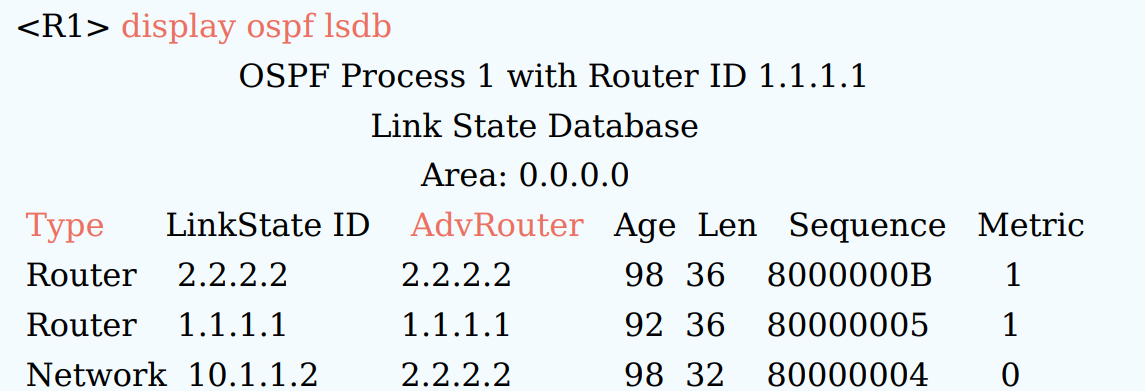 <R1> display ospf lsdb
OSPF Process 1 with Router ID 1.1.1.1
Link State Database
Area: 0.0.0.0
Type LinkState ID AdvRouter Age Len Sequence Metric
Router 2.2.2.2 2.2.2.2 98 36 8000000B 1
Router 1.1.1.1 1.1.1.1 92 36 80000005 1
Network 10.1.1.2 2.2.2.2 98 32 80000004 0